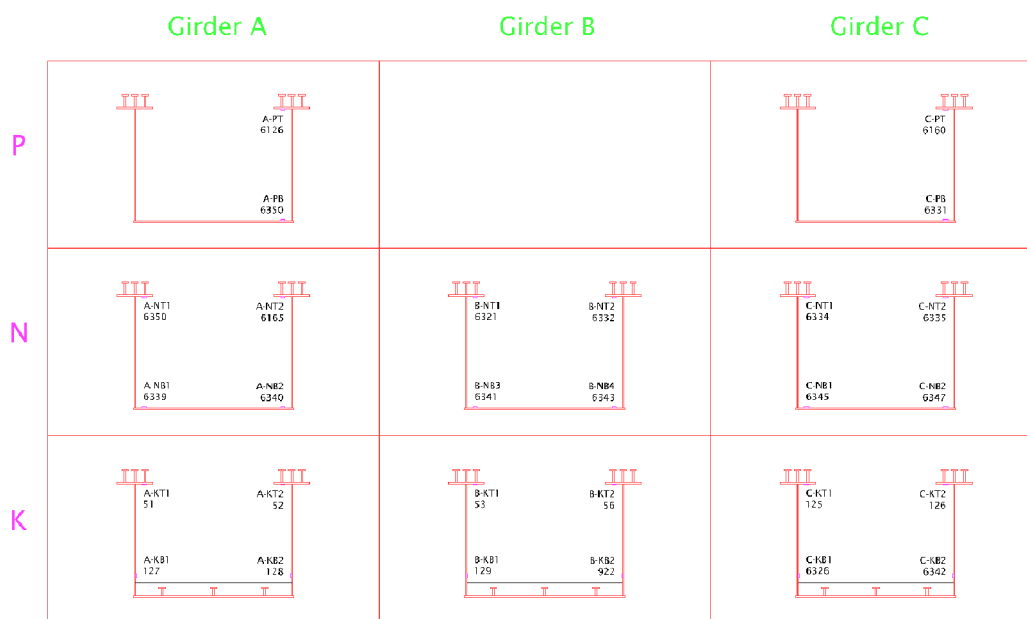 Girder A
Girder B
Girder C
P
A-PT
6126
A-PB
6350
C-PT
6160
C-PB
6331
N
A-NT1
6350
A-NT2
6165
A-NB1
6339
A-NB2
6340
B-NT1
6321
B-NT2
6332
B-NB3
6341
B-NB4
6343
C-NT1
6334
C-NT2
6335
C-NB1
6345
C-NB2
6347
K
A-KT1
51
A-KT2
52
A-KB1
127
A-KB2
128
B-KT1
53
B-KT2
56
B-KB1
129
B-KB2
922
C-KT1
125
C-KT2
126
C-KB1
6326
C-KB2
6342